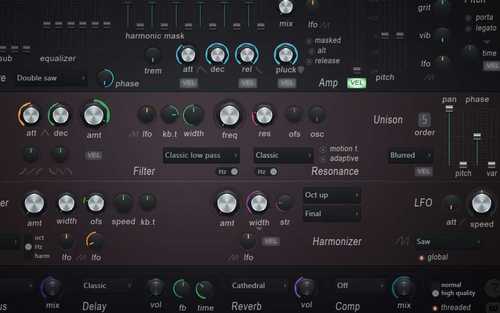 mix
lfo
grit
porta
legato
harmonic mask
sub
equalizer
masked
alt
release
vib
time
trem
Double saw
phase
att
dec
rel
pluck
VEL
Amp
VEL
pitch
pan
phase
att
dec
amt
lfo
kb.t
width
freq
res
ofs
osc
Unison
5
order
VEL
Filter
Classic low pass
Hz
Classic
motion t.
adaptive
Resonance
Blurred
pitch
var
amt
width
ofs
speed
kb.t
amt
width
str
Oct up
Final
LFO
att
speed
oct
Hz
harm
lfo
lfo
lfo
VEL
Harmonizer
Saw
global
mix
Classic
Delay
vol
fb
time
Cathedral
Reverb
vol
Off
Comp
mix
normal
high quality
threaded